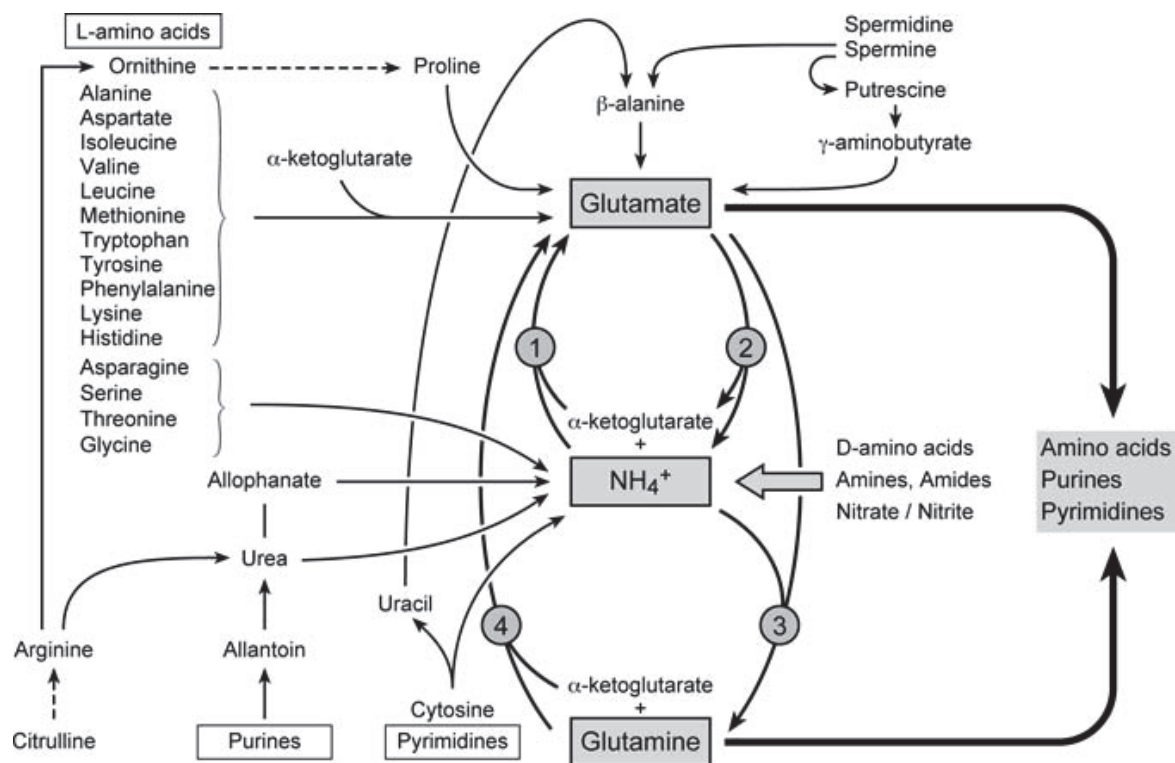 L-amino acids
Ornithine
Proline
Alanine
Aspartate
Isoleucine
Valine
Leucine
Methionine
Tryptophan
Tyrosine
Phenylalanine
Lysine
Histidine
Asparagine
Serine
Threonine
Glycine
α-ketoglutarate
β-alanine
Spermidine
Spermine
Putrescine
γ-aminobutyrate
Glutamate
1
2
α-ketoglutarate
+
NH₄⁺
D-amino acids
Amines, Amides
Nitrate / Nitrite
Amino acids
Purines
Pyrimidines
Allophanate
Urea
Uracil
4
3
Arginine
Allantoin
α-ketoglutarate
+
Citrulline
Purines
Cytosine
Pyrimidines
Glutamine